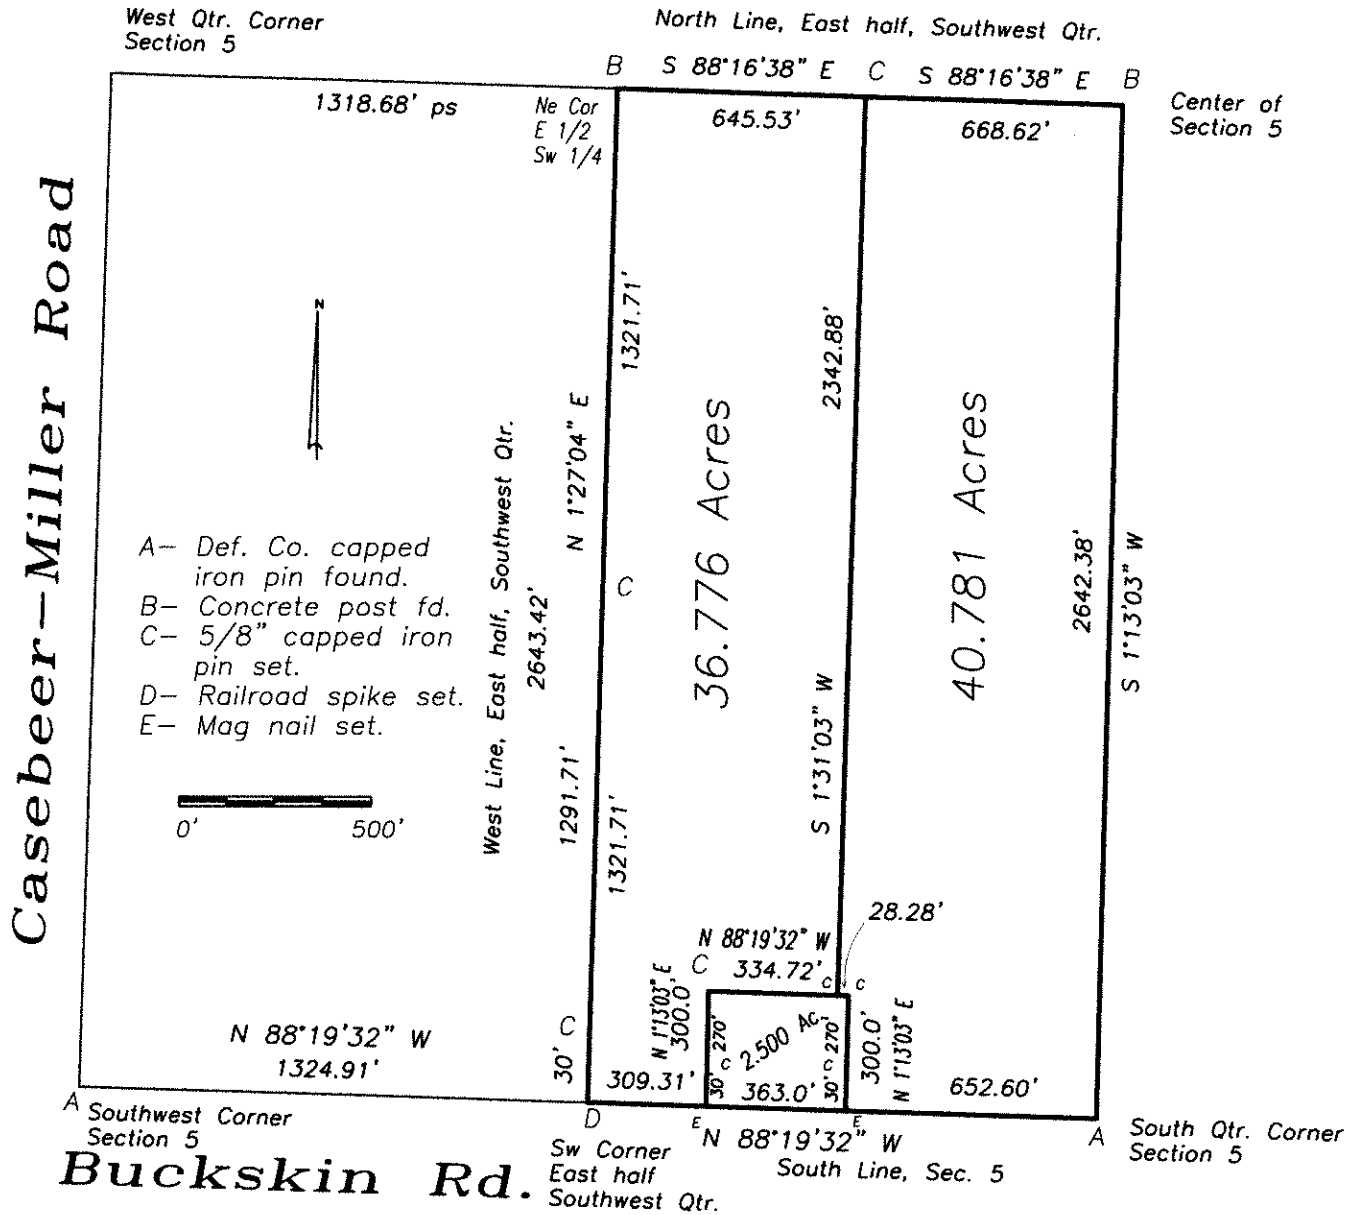 West Qtr. Corner
Section 5
North Line, East half, Southwest Qtr.
B S 88°16'38" E C S 88°16'38" E B
Center of
Section 5
1318.68' ps
Ne Cor
E 1/2
Sw 1/4
645.53'
668.62'
Casebeer-Miller Road
N
1321.71'
2342.88'
N 1°27'04" E
West Line, East half, Southwest Qtr.
2643.42'
C
36.776 Acres
40.781 Acres
2642.38'
S 1°13'03" W
A- Def. Co. capped
iron pin found.
B- Concrete post fd.
C- 5/8" capped iron
pin set.
D- Railroad spike set.
E- Mag nail set.
0' 500'
1291.71'
1321.71'
S 1°31'03" W
28.28'
N 88°19'32" W
C 334.72' c c
N 1°13'03" E
300.0'
30' c 270'
2.500 Ac.
30' c 270'
300.0'
N 1°13'03" E
N 88°19'32" W
1324.91'
C
30'
309.31'
363.0'
652.60'
A
Southwest Corner
Section 5
D
E
N 88°19'32" W
E
South Line, Sec. 5
A
South Qtr. Corner
Section 5
Buckskin Rd.
Sw Corner
East half
Southwest Qtr.